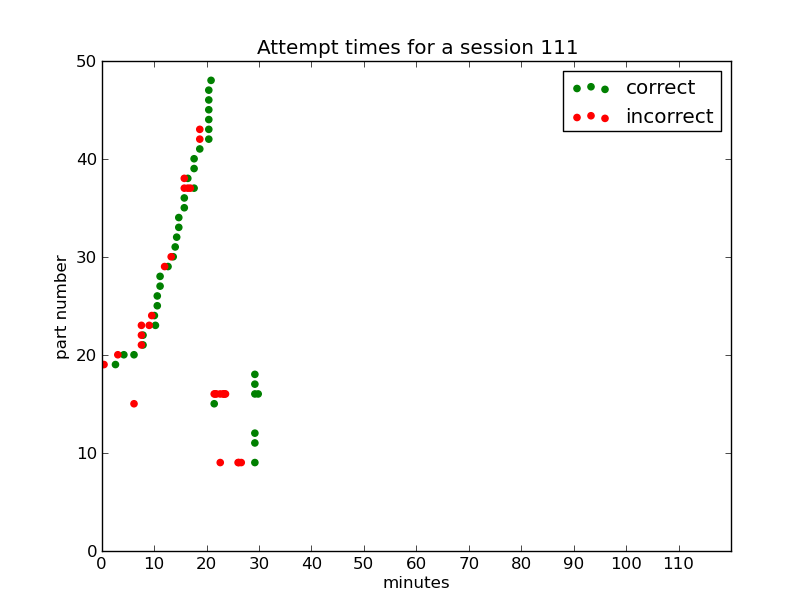 Attempt times for a session 111
correct
incorrect
50
40
30
20
10
0
part number
0 10 20 30 40 50 60 70 80 90 100 110
minutes